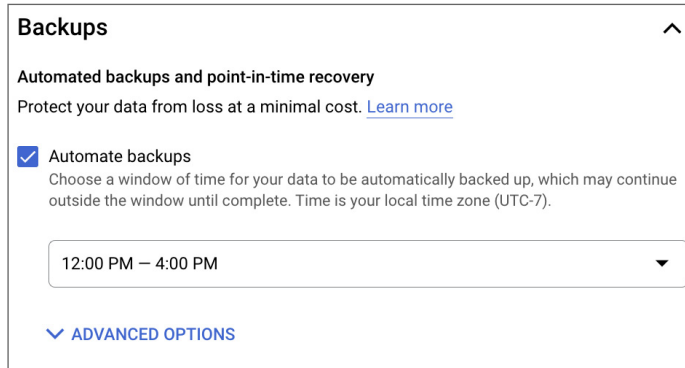 Backups
Automated backups and point-in-time recovery
Protect your data from loss at a minimal cost. Learn more
Automate backups
Choose a window of time for your data to be automatically backed up, which may continue
outside the window until complete. Time is your local time zone (UTC-7).
12:00 PM — 4:00 PM
ADVANCED OPTIONS